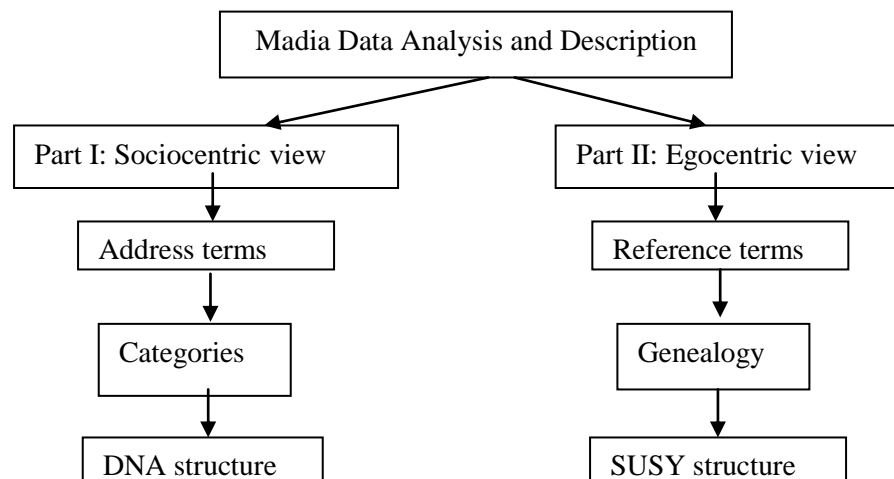 Madia Data Analysis and Description
Part I: Sociocentric view
Part II: Egocentric view
Address terms
Reference terms
Categories
Genealogy
DNA structure
SUSY structure